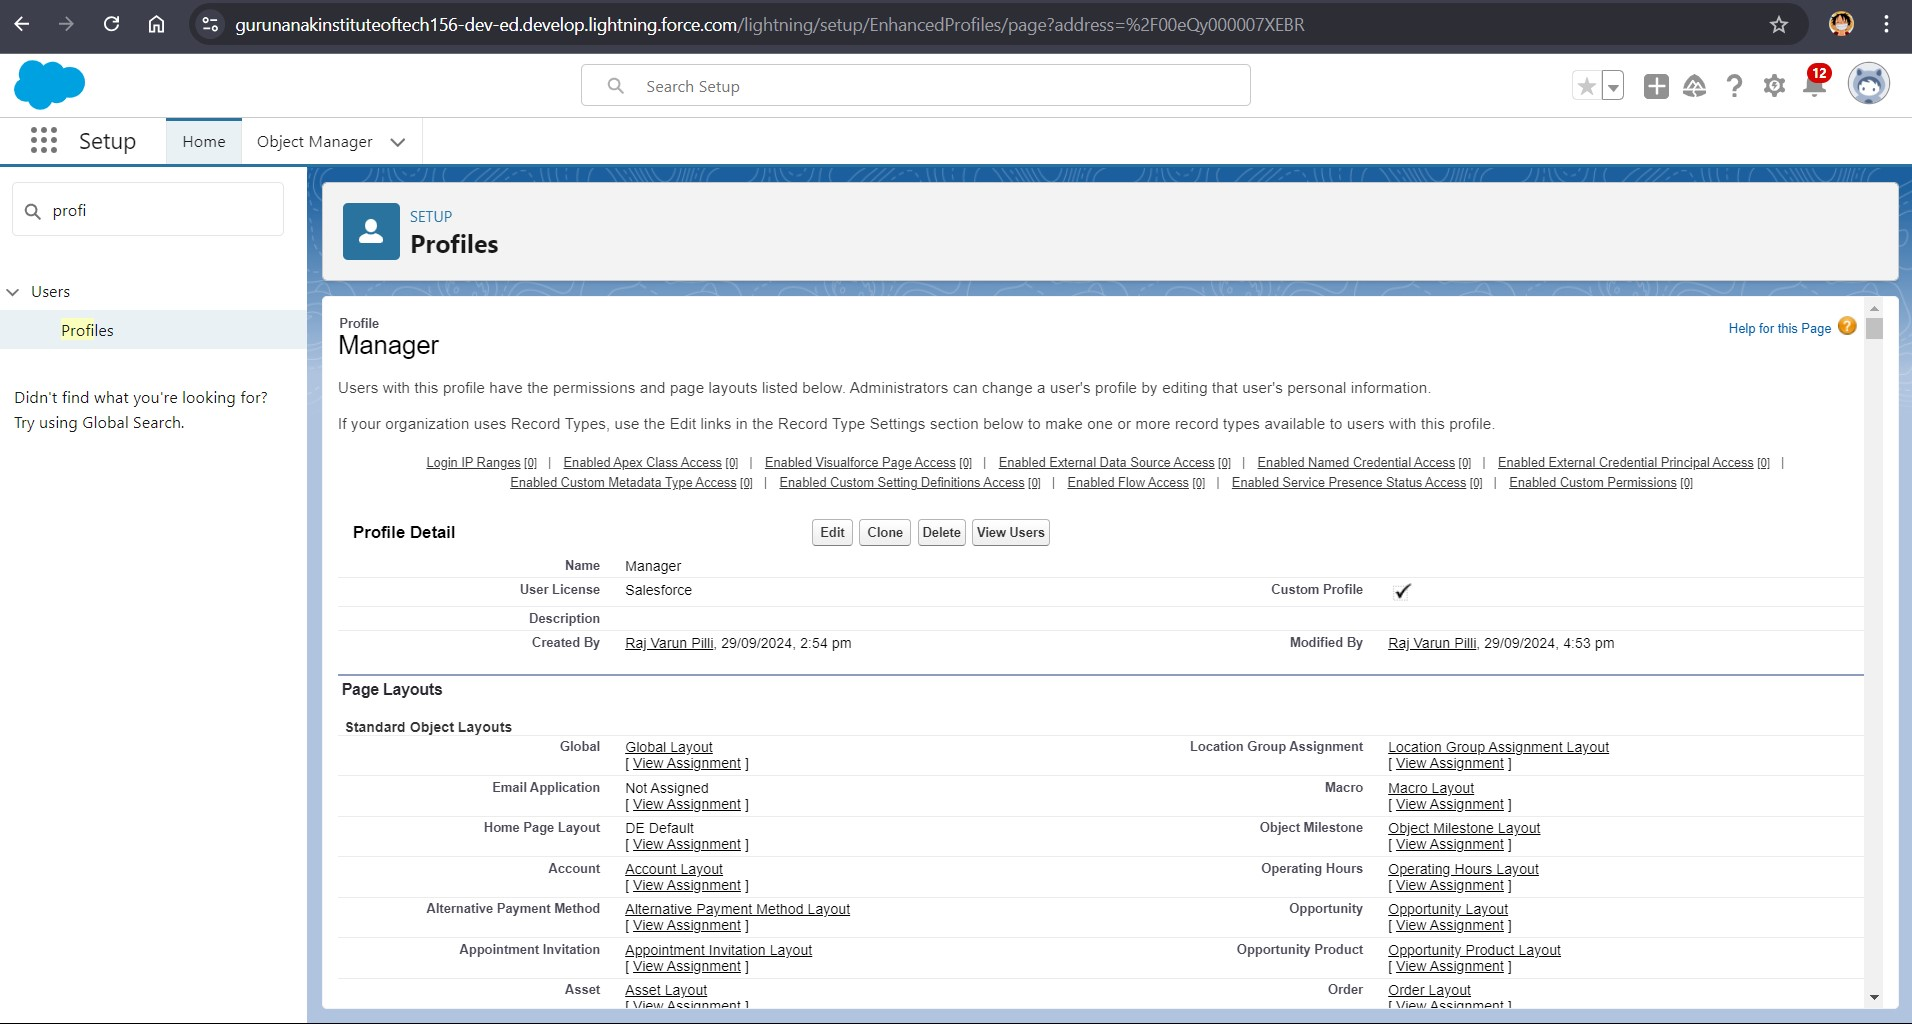 gurunanakinstituteoftech156-dev-ed.develop.lightning.force.com/lightning/setup/EnhancedProfiles/page?address=%2F00eQy000007XEBR
Search Setup
12
Setup
Home
Object Manager
profi
Users
Profiles
Didn't find what you're looking for?
Try using Global Search.
SETUP
Profiles
Profile
Manager
Help for this Page ?
Users with this profile have the permissions and page layouts listed below. Administrators can change a user's profile by editing that user's personal information.
If your organization uses Record Types, use the Edit links in the Record Type Settings section below to make one or more record types available to users with this profile.
Login IP Ranges [0] | Enabled Apex Class Access [0] | Enabled Visualforce Page Access [0] | Enabled External Data Source Access [0] | Enabled Named Credential Access [0] | Enabled External Credential Principal Access [0] |
Enabled Custom Metadata Type Access [0] | Enabled Custom Setting Definitions Access [0] | Enabled Flow Access [0] | Enabled Service Presence Status Access [0] | Enabled Custom Permissions [0]
Profile Detail Edit Clone Delete View Users
Name Manager
User License Salesforce Custom Profile ✓
Description
Created By Raj Varun Pilli, 29/09/2024, 2:54 pm Modified By Raj Varun Pilli, 29/09/2024, 4:53 pm
Page Layouts
Standard Object Layouts
Global Global Layout Location Group Assignment Location Group Assignment Layout
[ View Assignment ] [ View Assignment ]
Email Application Not Assigned Macro Macro Layout
[ View Assignment ] [ View Assignment ]
Home Page Layout DE Default Object Milestone Object Milestone Layout
[ View Assignment ] [ View Assignment ]
Account Account Layout Operating Hours Operating Hours Layout
[ View Assignment ] [ View Assignment ]
Alternative Payment Method Alternative Payment Method Layout Opportunity Opportunity Layout
[ View Assignment ] [ View Assignment ]
Appointment Invitation Appointment Invitation Layout Opportunity Product Opportunity Product Layout
[ View Assignment ] [ View Assignment ]
Asset Asset Layout Order Order Layout
[ View Assignment ] [ View Assignment ]